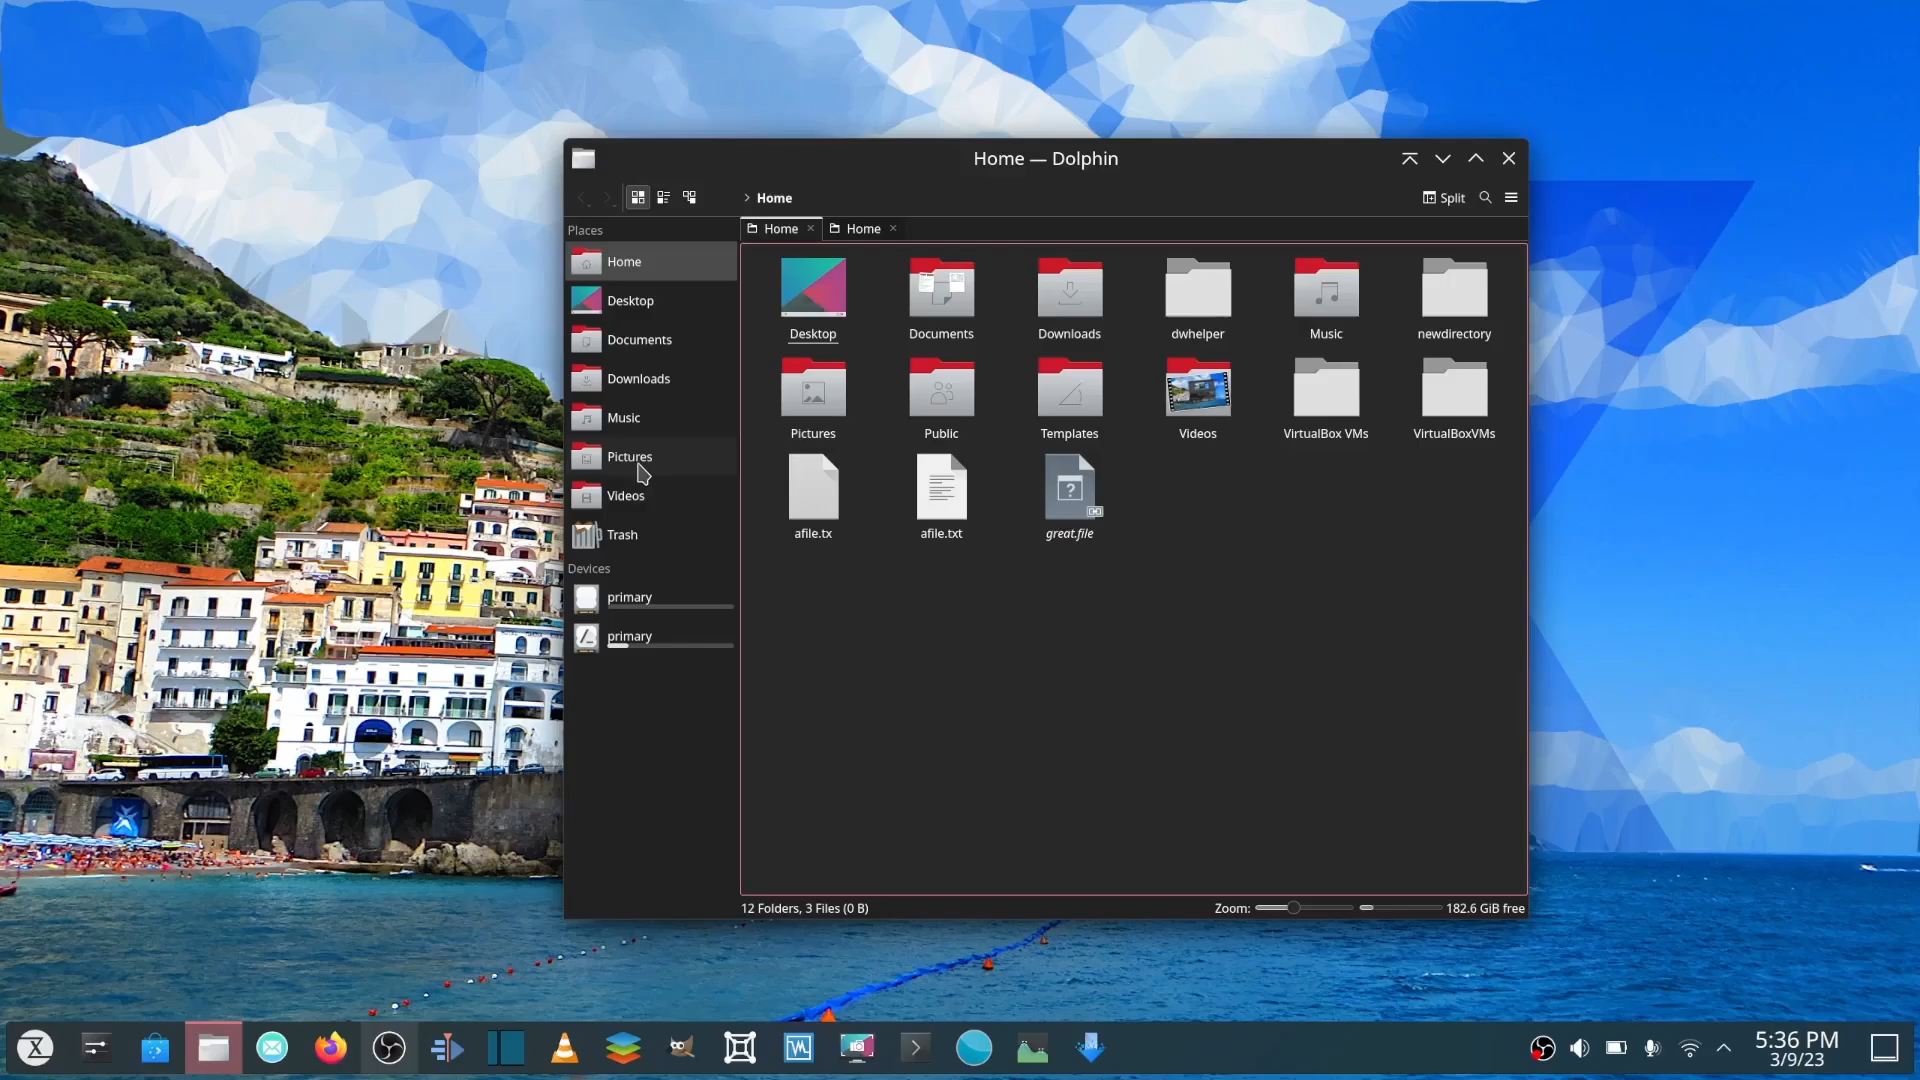 Home — Dolphin
Home
Split
Home
Home
Places
Home
Desktop
Documents
Downloads
Music
Pictures
Videos
Trash
Devices
primary
primary
Desktop
Documents
Downloads
dwhelper
Music
newdirectory
Pictures
Public
Templates
Videos
VirtualBox VMs
VirtualBoxVMs
afile.tx
afile.txt
great.file
12 Folders, 3 Files (0 B)
Zoom:
182.6 GiB free
5:36 PM
3/9/23